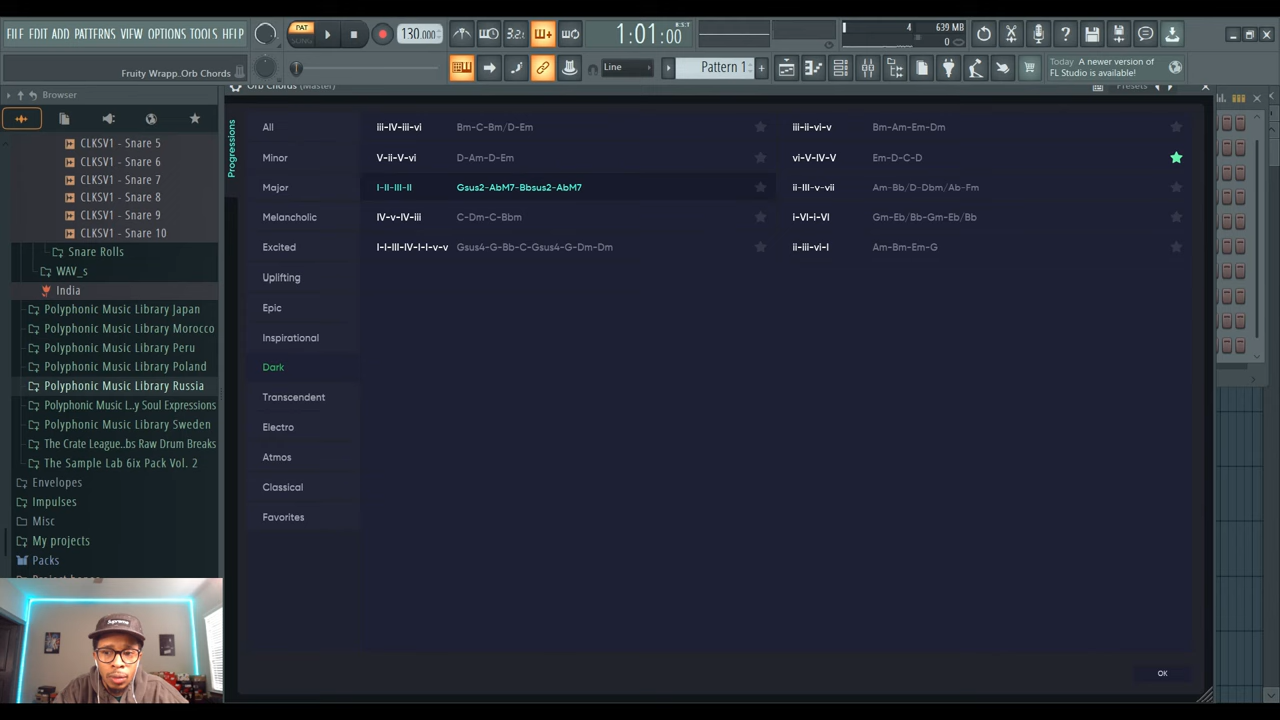 FILE EDIT ADD PATTERNS VIEW OPTIONS TOOLS HELP
PAT
SONG
130.000
3.2.
1:01:00
B:S:T
4
639 MB
0
Fruity Wrapp..Orb Chords
Line
Pattern 1
Today A newer version of
FL Studio is available!
Browser
Orb Chords (Master)
Presets
CLKSV1 - Snare 5
CLKSV1 - Snare 6
CLKSV1 - Snare 7
CLKSV1 - Snare 8
CLKSV1 - Snare 9
CLKSV1 - Snare 10
Snare Rolls
WAV_s
India
Polyphonic Music Library Japan
Polyphonic Music Library Morocco
Polyphonic Music Library Peru
Polyphonic Music Library Poland
Polyphonic Music Library Russia
Polyphonic Music L..y Soul Expressions
Polyphonic Music Library Sweden
The Crate League..bs Raw Drum Breaks
The Sample Lab 6ix Pack Vol. 2
Envelopes
Impulses
Misc
My projects
Packs
Progressions
All
Minor
Major
Melancholic
Excited
Uplifting
Epic
Inspirational
Dark
Transcendent
Electro
Atmos
Classical
Favorites
iii-IV-iii-vi Bm-C-Bm/D-Em
V-ii-V-vi D-Am-D-Em
I-II-III-II Gsus2-AbM7-Bbsus2-AbM7
IV-v-IV-iii C-Dm-C-Bbm
I-I-III-IV-I-I-v-v Gsus4-G-Bb-C-Gsus4-G-Dm-Dm
iii-ii-vi-v Bm-Am-Em-Dm
vi-V-IV-V Em-D-C-D
ii-III-v-vii Am-Bb/D-Dbm/Ab-Fm
i-VI-i-VI Gm-Eb/Bb-Gm-Eb/Bb
ii-iii-vi-I Am-Bm-Em-G
OK